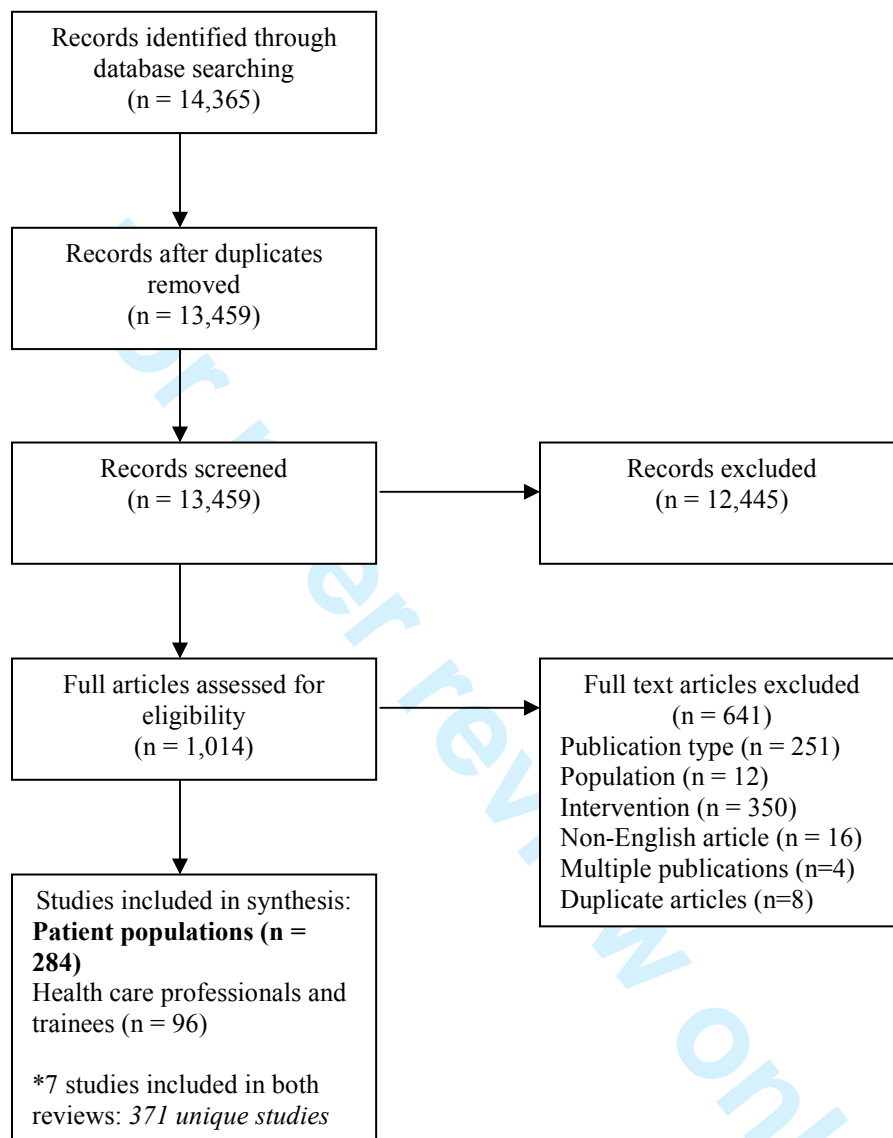 Records identified through
database searching
(n = 14,365)
Records after duplicates
removed
(n = 13,459)
Records screened
(n = 13,459)
Records excluded
(n = 12,445)
Full articles assessed for
eligibility
(n = 1,014)
Full text articles excluded
(n = 641)
Publication type (n = 251)
Population (n = 12)
Intervention (n = 350)
Non-English article (n = 16)
Multiple publications (n=4)
Duplicate articles (n=8)
Studies included in synthesis:
Patient populations (n =
284)
Health care professionals and
trainees (n = 96)
*7 studies included in both
reviews: 371 unique studies